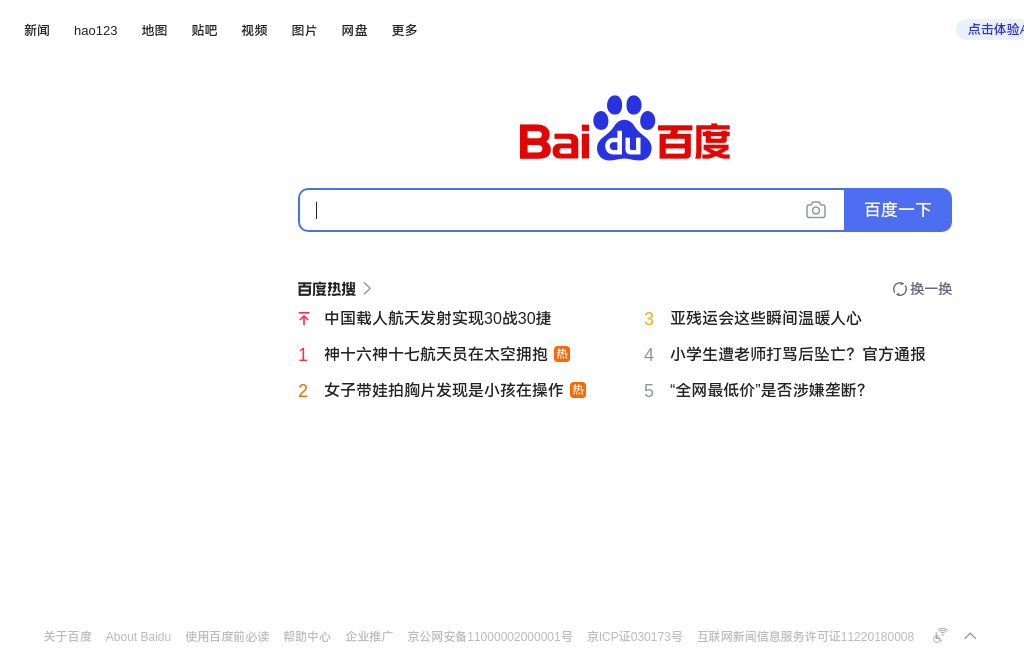 新闻 hao123 地图 贴吧 视频 图片 网盘 更多 点击体验A
Baidu百度
百度一下
百度热搜 换一换
中国载人航天发射实现30战30捷
1 神十六神十七航天员在太空拥抱 热
2 女子带娃拍胸片发现是小孩在操作 热
3 亚残运会这些瞬间温暖人心
4 小学生遭老师打骂后坠亡？官方通报
5 “全网最低价”是否涉嫌垄断？
关于百度 About Baidu 使用百度前必读 帮助中心 企业推广 京公网安备11000002000001号 京ICP证030173号 互联网新闻信息服务许可证11220180008